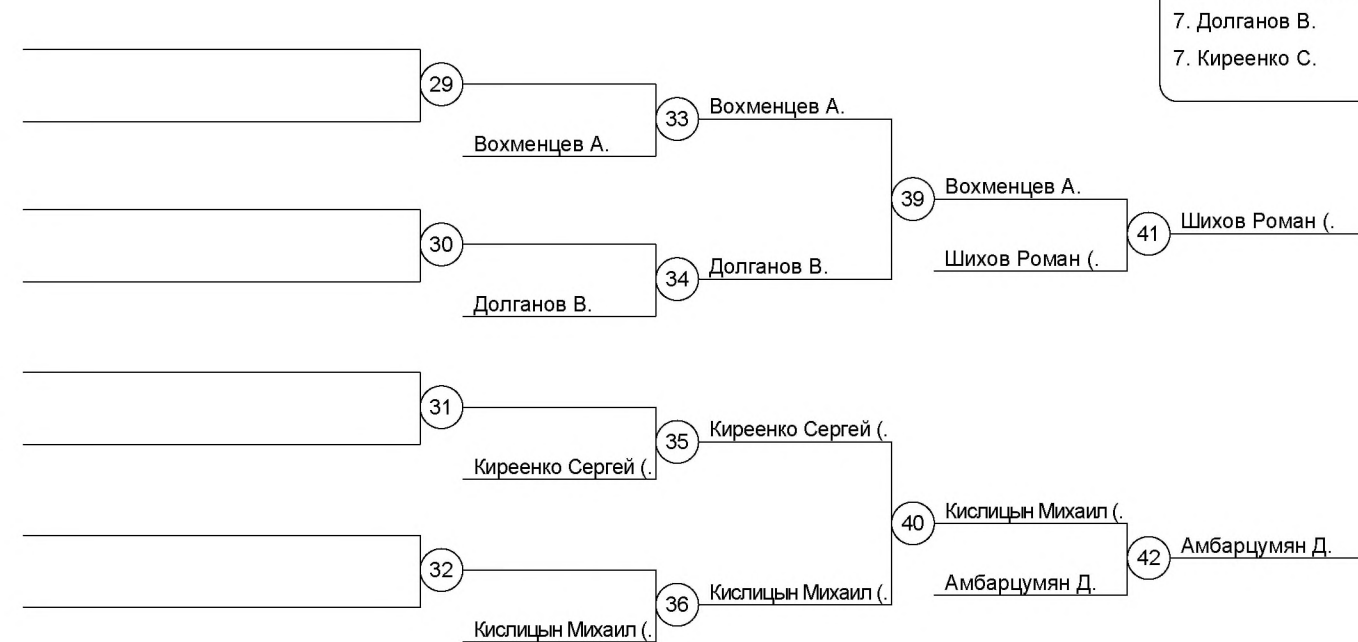 7. Долганов В.
7. Киреенко С.
29
Вохменцев А.
33
Вохменцев А.
30
Долганов В.
34
Долганов В.
39
Вохменцев А.
Шихов Роман (.
41
Шихов Роман (.
31
Киреенко Сергей (.
35
Киреенко Сергей (.
32
Кислицын Михаил (.
36
Кислицын Михаил (.
40
Кислицын Михаил (.
Амбарцумян Д.
42
Амбарцумян Д.